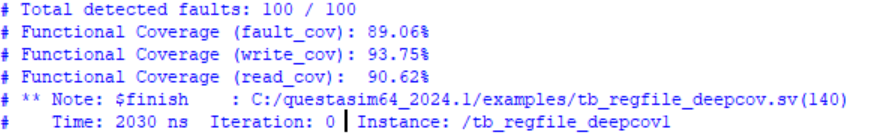 # Total detected faults: 100 / 100
# Functional Coverage (fault_cov): 89.06%
# Functional Coverage (write_cov): 93.75%
# Functional Coverage (read_cov):  90.62%
# ** Note: $finish    : C:/questasim64_2024.1/examples/tb_regfile_deepcov.sv(140)
#    Time: 2030 ns  Iteration: 0  Instance: /tb_regfile_deepcov1